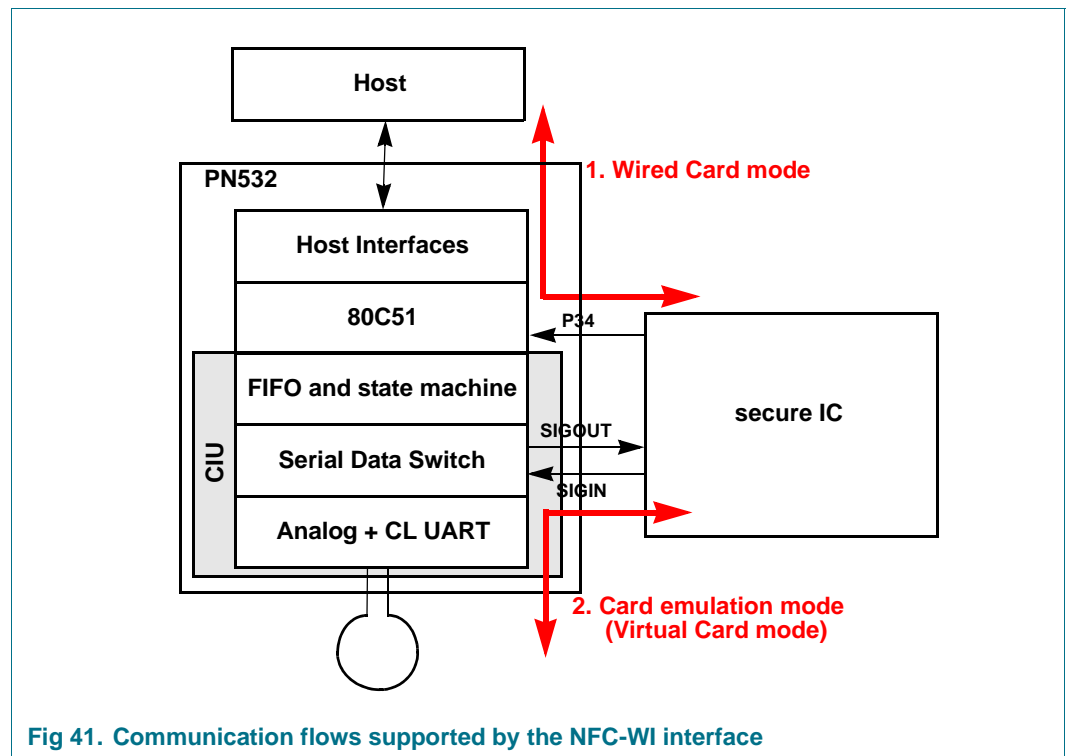 Host
1. Wired Card mode
PN532
Host Interfaces
80C51
P34
FIFO and state machine
secure IC
SIGOUT
CIU
Serial Data Switch
SIGIN
Analog + CL UART
2. Card emulation mode
(Virtual Card mode)
Fig 41. Communication flows supported by the NFC-WI interface